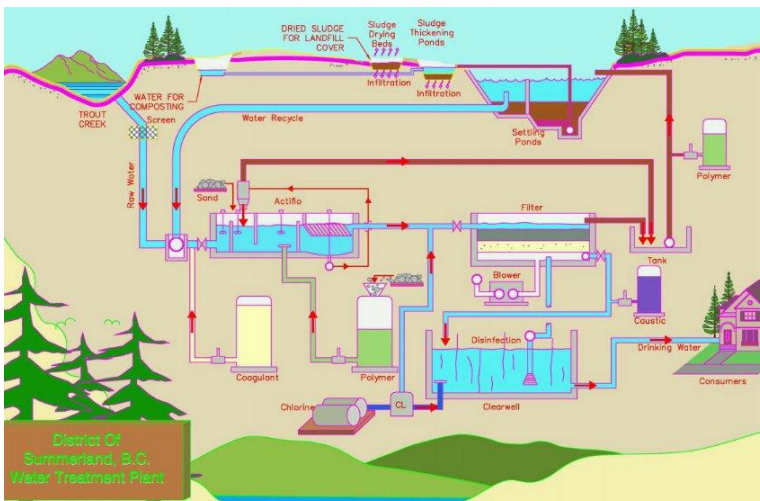 DRIED SLUDGE
FOR LANDFILL
COVER
Sludge
Drying
Beds
Sludge
Thickening
Ponds
Infiltration
Infiltration
WATER FOR
COMPOSTING
TROUT
CREEK
Screen
Water Recycle
Settling
Ponds
Polymer
Raw Water
Sand
Actiflo
Filter
Tank
Blower
Caustic
Coagulant
Polymer
Disinfection
Drinking Water
Consumers
Chlorine
CL
Clearwell
District Of
Summerland, B.C.
Water Treatment Plant